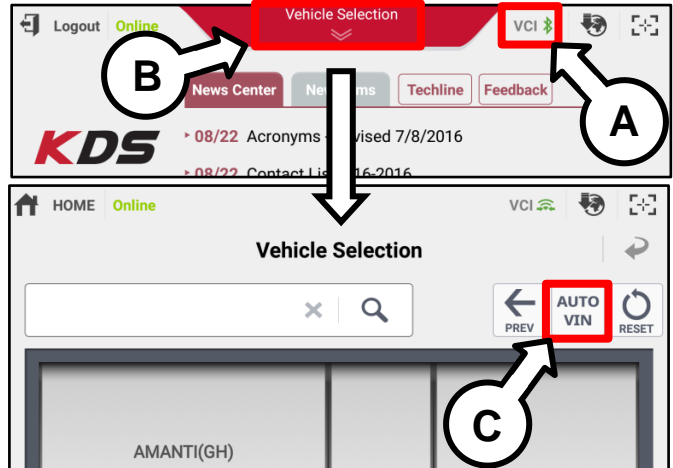 Logout Online
Vehicle Selection
VCI
B
A
News Center
Techline
Feedback
KDS
08/22 Acronyms - vised 7/8/2016
08/22 Contact Lis 16-2016
HOME Online
VCI
Vehicle Selection
PREV
AUTO
VIN
RESET
C
AMANTI(GH)